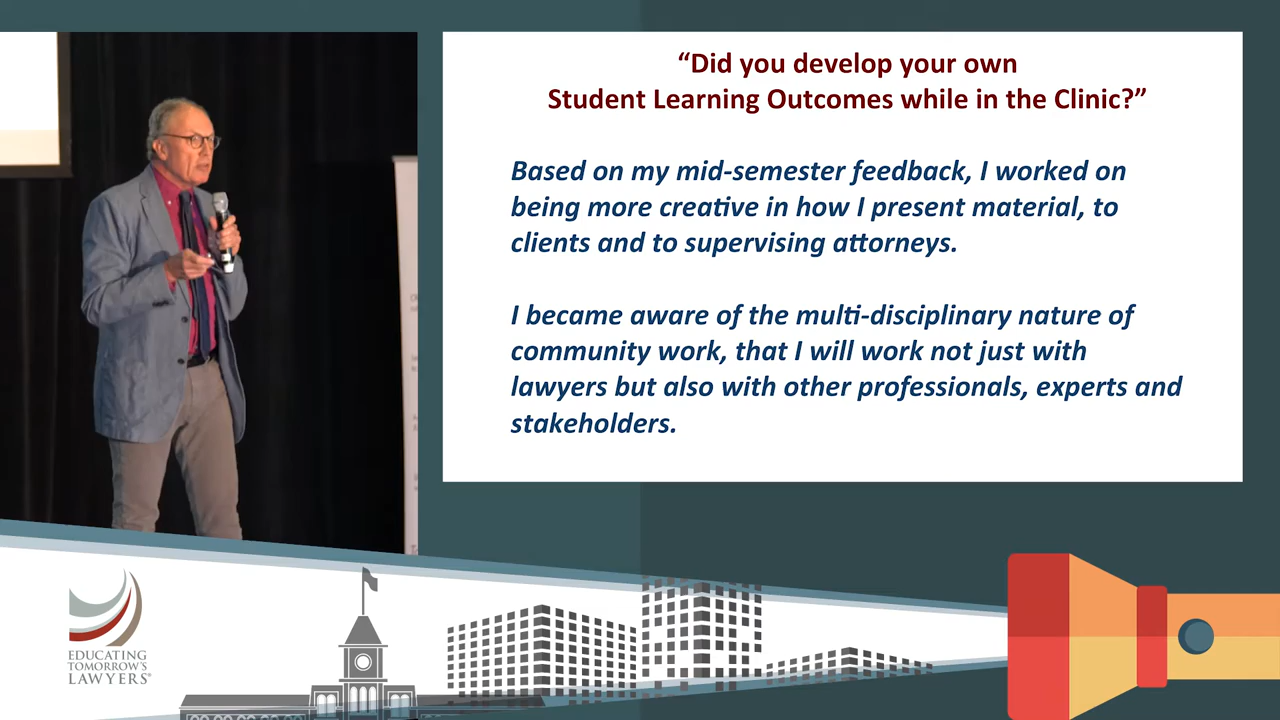 “Did you develop your own
Student Learning Outcomes while in the Clinic?”
Based on my mid-semester feedback, I worked on
being more creative in how I present material, to
clients and to supervising attorneys.
I became aware of the multi-disciplinary nature of
community work, that I will work not just with
lawyers but also with other professionals, experts and
stakeholders.
EDUCATING
TOMORROW'S
LAWYERS®